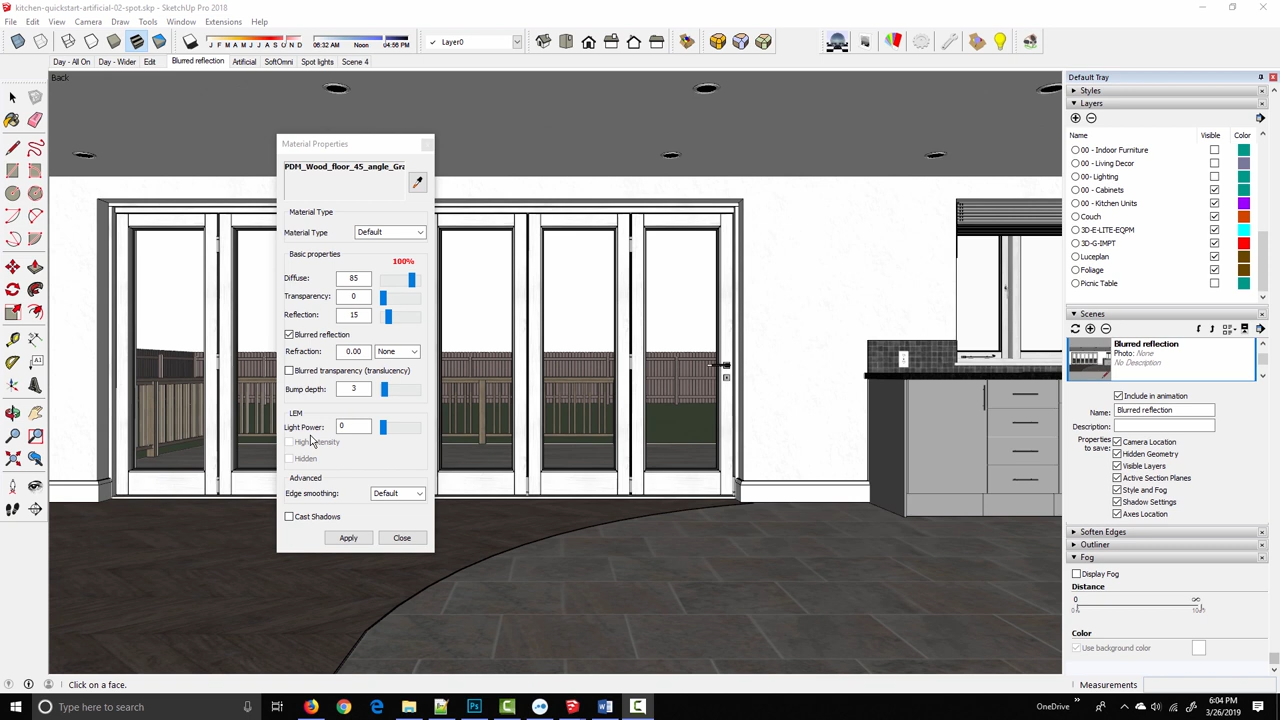 kitchen-quickstart-artificial-02-spot.skp - SketchUp Pro 2018
File Edit View Camera Draw Tools Window Extensions Help
J F M A M J J A S O N D 06:32 AM Noon 04:56 PM Layer0
Day - All On Day - Wider Edit Blurred reflection Artificial SoftOmni Spot lights Scene 4
Back
Material Properties
PDM_Wood_floor_45_angle_Gra
Material Type
Material Type: Default
Basic properties
100%
Diffuse: 85
Transparency: 0
Reflection: 15
Blurred reflection
Refraction: 0.00 None
Blurred transparency (translucency)
Bump depth: 3
LEM
Light Power: 0
High intensity
Hidden
Advanced
Edge smoothing: Default
Cast Shadows
Apply Close
Default Tray
Styles
Layers
Name Visible Color
00 - Indoor Furniture
00 - Living Decor
00- Lighting
00 - Cabinets
00 - Kitchen Units
Couch
3D-E-LITE-EQPM
3D-G-IMPT
Luceplan
Foliage
Picnic Table
Scenes
Blurred reflection
Photo: None
No Description
Include in animation
Name: Blurred reflection
Description:
Properties to save:
Camera Location
Hidden Geometry
Visible Layers
Active Section Planes
Style and Fog
Shadow Settings
Axes Location
Soften Edges
Outliner
Fog
Display Fog
Distance
0 ∞
0%
Color
Use background color
Click on a face.
Measurements
Type here to search
OneDrive
6:04 PM
3/26/2019